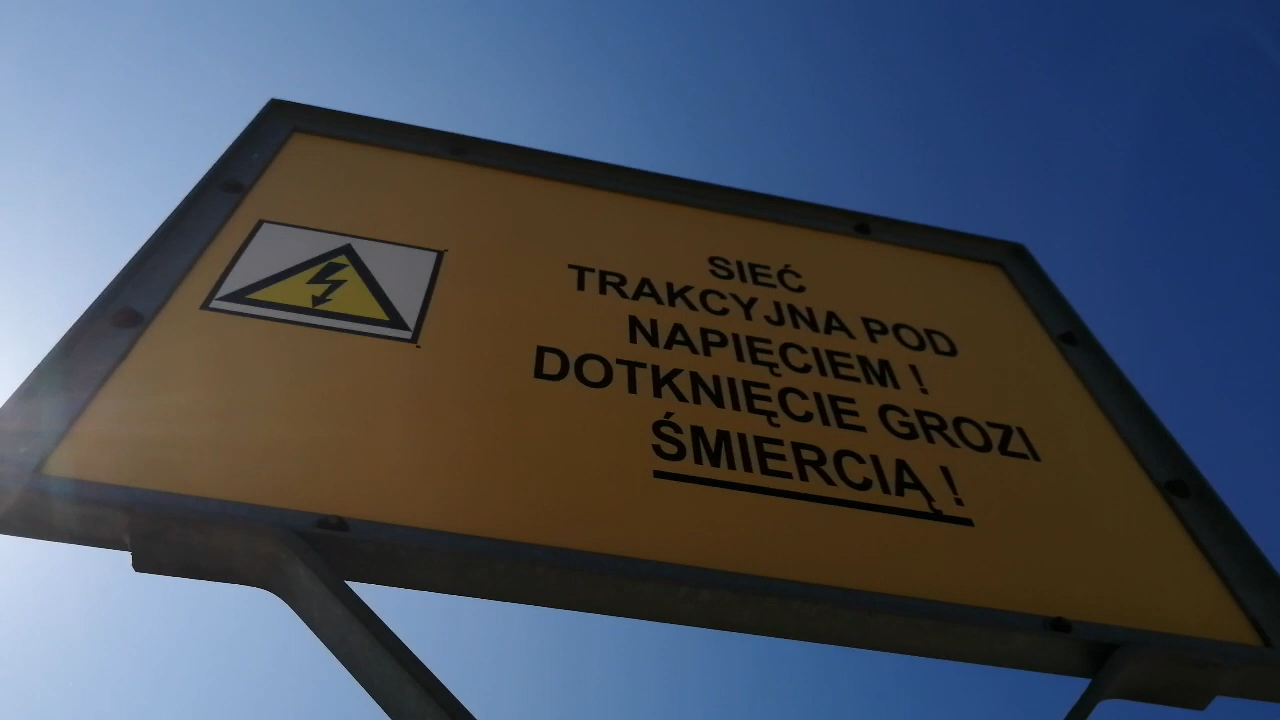 SIEĆ
TRAKCYJNA POD
NAPIĘCIEM !
DOTKNIĘCIE GROZI
ŚMIERCIĄ !